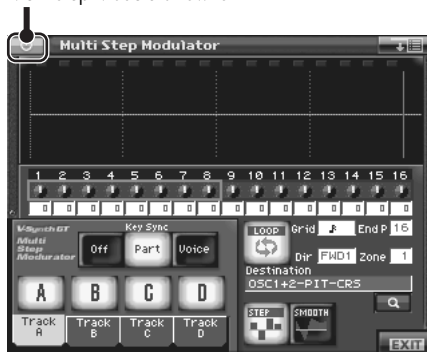 Multi Step Modulator
1 2 3 4 5 6 7 8 9 10 11 12 13 14 15 16
0 0 0 0 0 0 0 0 0 0 0 0 0 0 0 0
V-Synth GT
Multi
Step
Modurator
Key Sync
Off Part Voice
LOOP Grid End P 16
Dir FWD1 Zone 1
Destination
OSC1+2-PIT-CRS
A B C D
STEP SMOOTH
Track A Track B Track C Track D
EXIT